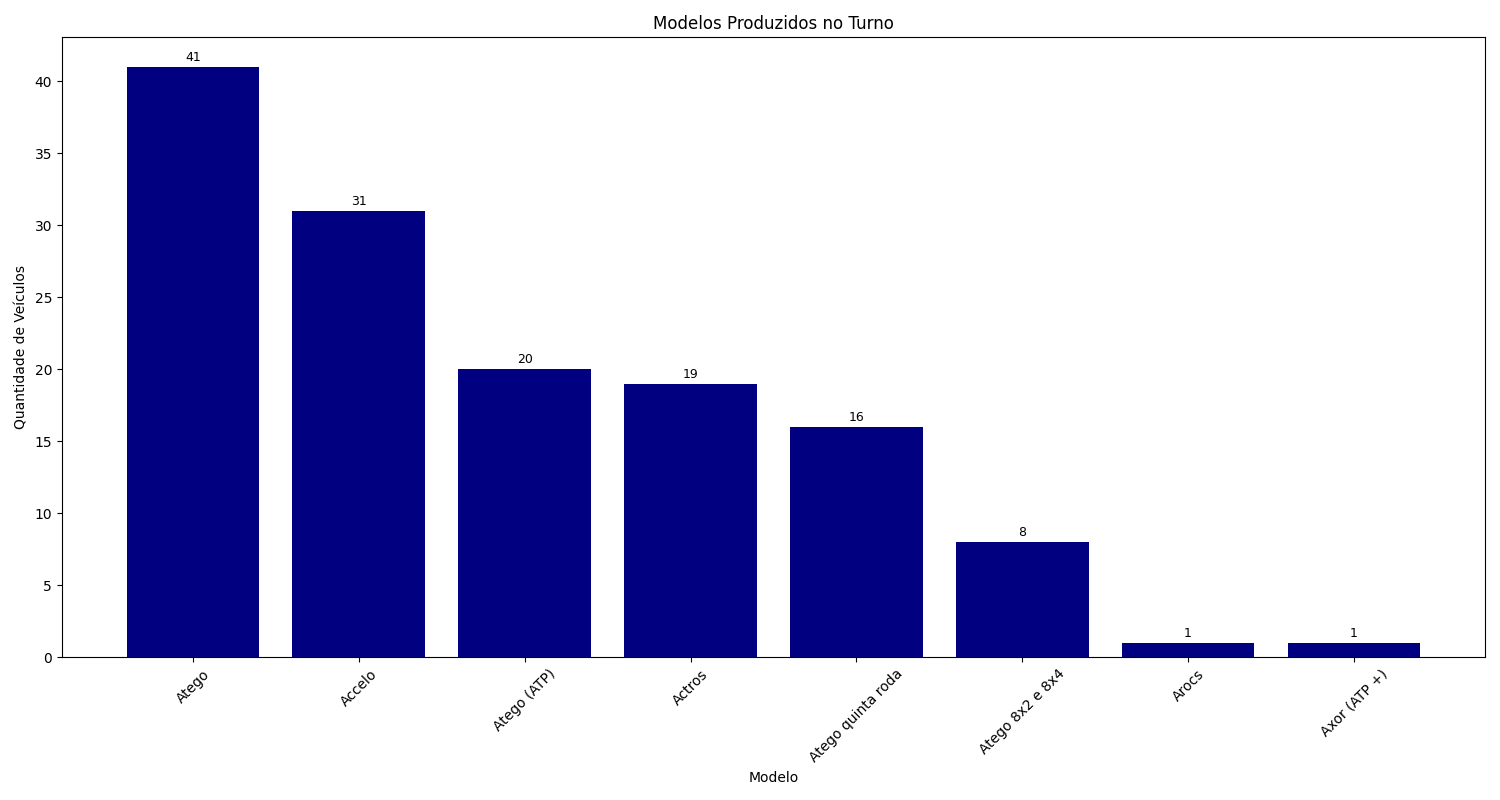 Modelos Produzidos no Turno
Quantidade de Veículos
40
35
30
25
20
15
10
5
0
41
31
20
19
16
8
1
1
Atego
Accelo
Atego (ATP)
Actros
Atego quinta roda
Atego 8x2 e 8x4
Arocs
Axor (ATP +)
Modelo